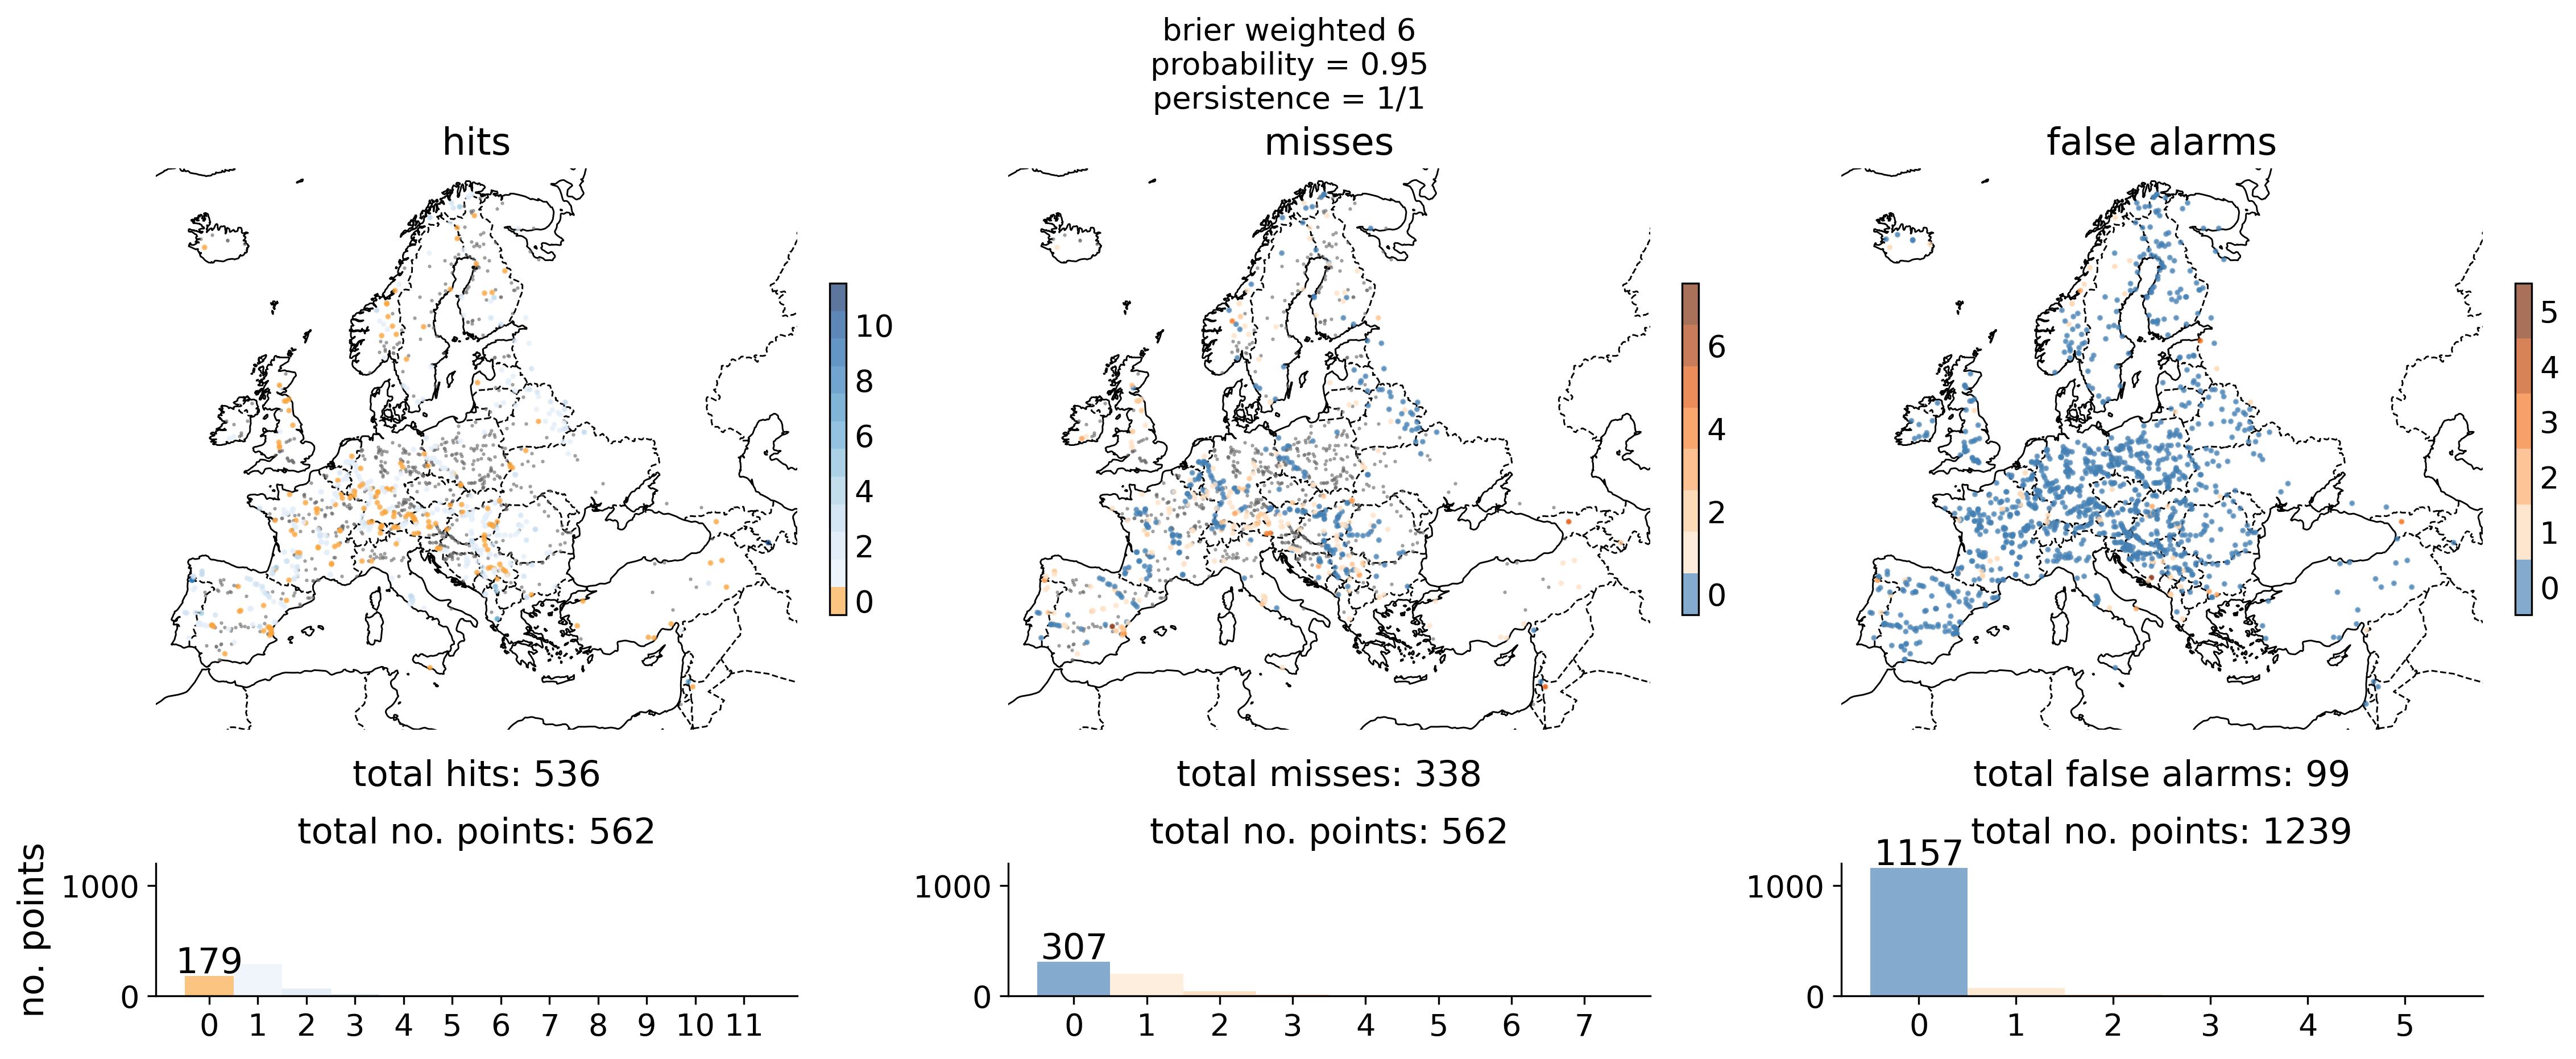 brier weighted 6
probability = 0.95
persistence = 1/1
hits
misses
false alarms
10
8
6
4
2
0
6
4
2
0
5
4
3
2
1
0
total hits: 536
total misses: 338
total false alarms: 99
total no. points: 562
total no. points: 562
total no. points: 1239
no. points
1000
0
179
0 1 2 3 4 5 6 7 8 9 10 11
1000
0
307
0 1 2 3 4 5 6 7
1000
0
1157
0 1 2 3 4 5